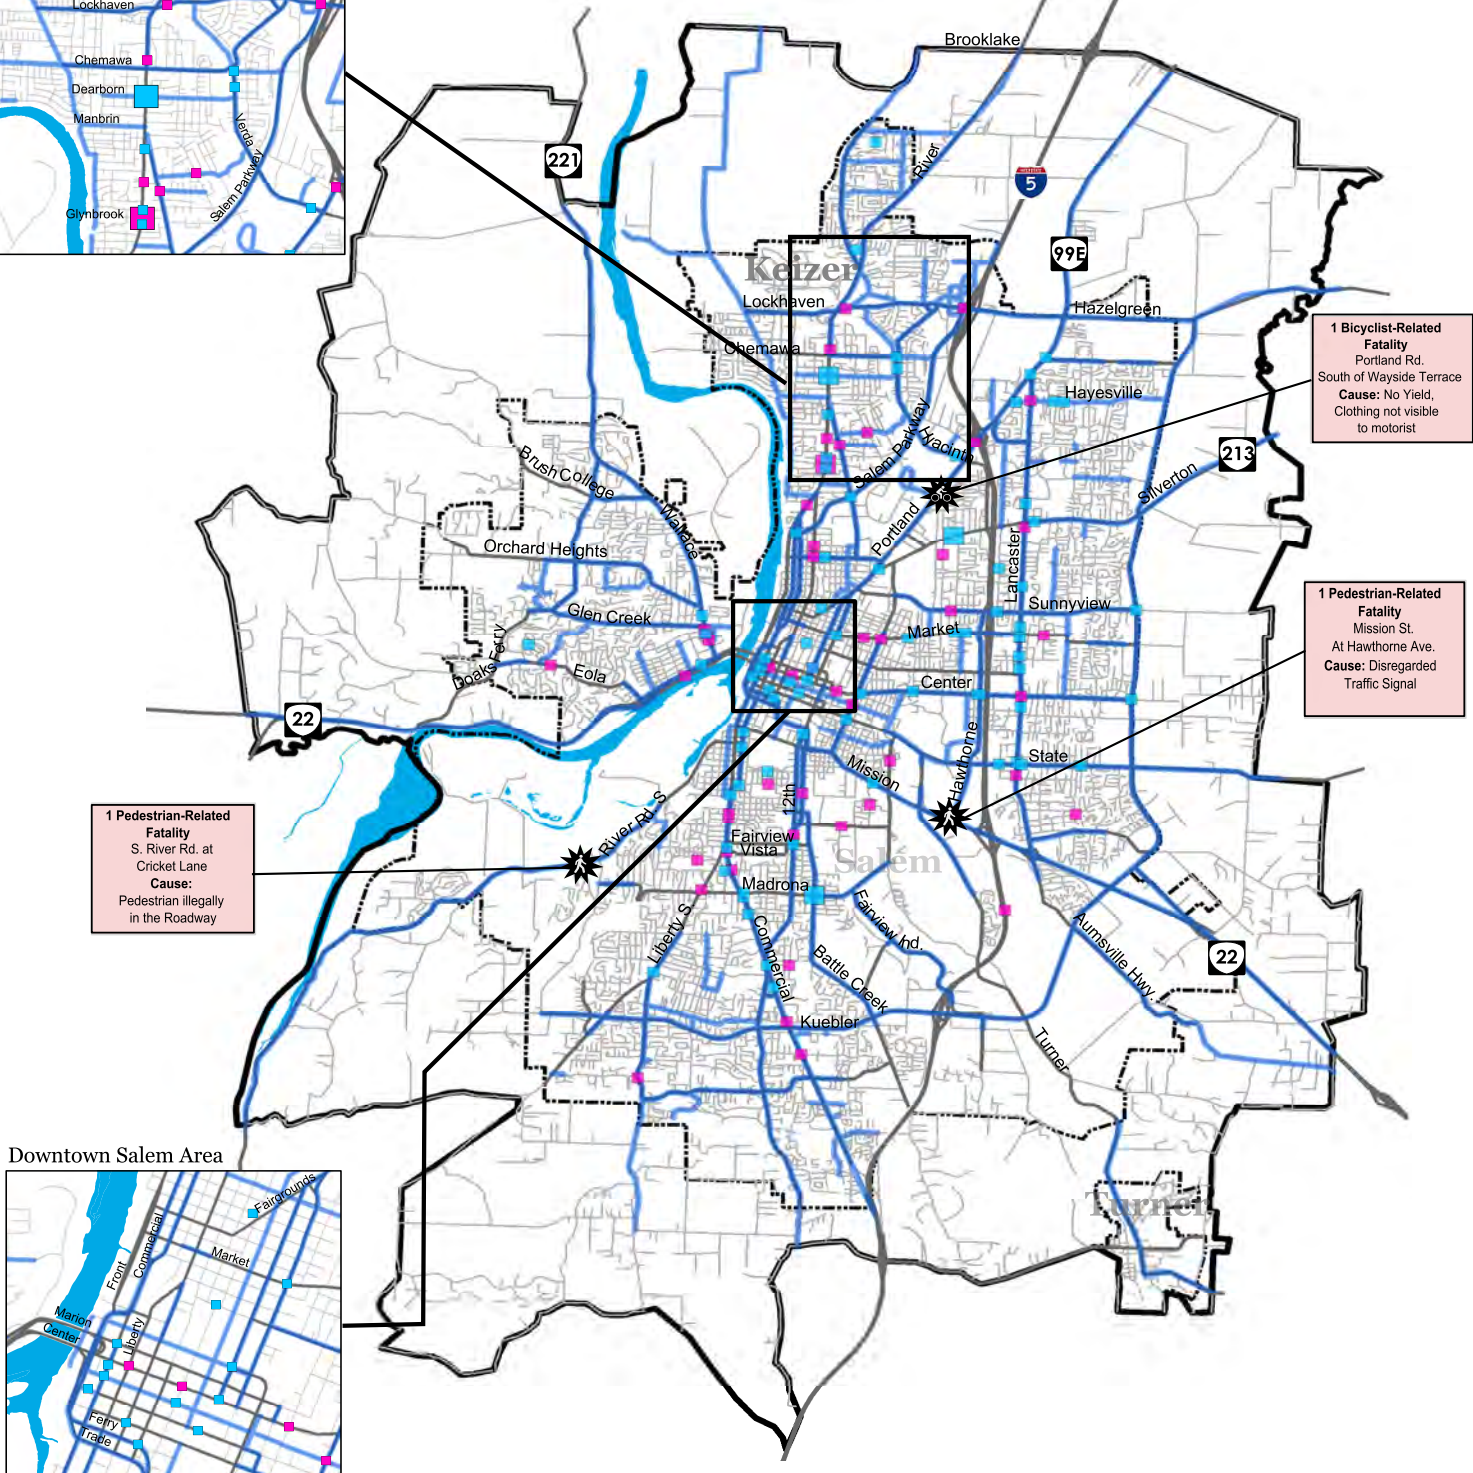 Lockhaven
Chemawa
Dearborn
Manbrin
Verda
Salem Parkway
Glynbrook
Brooklake
221
River
5
99E
Keizer
Lockhaven
Hazelgreen
Chemawa
Hayesville
1 Bicyclist-Related
Fatality
Portland Rd.
South of Wayside Terrace
Cause: No Yield,
Clothing not visible
to motorist
Salem Parkway
Hyacinth
213
Silverton
Brush College
Wallace
Portland
Orchard Heights
Lancaster
Glen Creek
Sunnyview
Market
1 Pedestrian-Related
Fatality
Mission St.
At Hawthorne Ave.
Cause: Disregarded
Traffic Signal
Doaks Ferry
Eola
Center
22
Hawthorne
State
Mission
12th
1 Pedestrian-Related
Fatality
S. River Rd. at
Cricket Lane
Cause:
Pedestrian illegally
in the Roadway
River Rd. S
Fairview
Vista
Salem
Madrona
Liberty S.
Commercial
Fairview Ind.
Battle Creek
Aumsville Hwy.
22
Kuebler
Turner
Turner
Downtown Salem Area
Fairgrounds
Commercial
Front
Market
Marion
Center
Liberty
Ferry
Trade